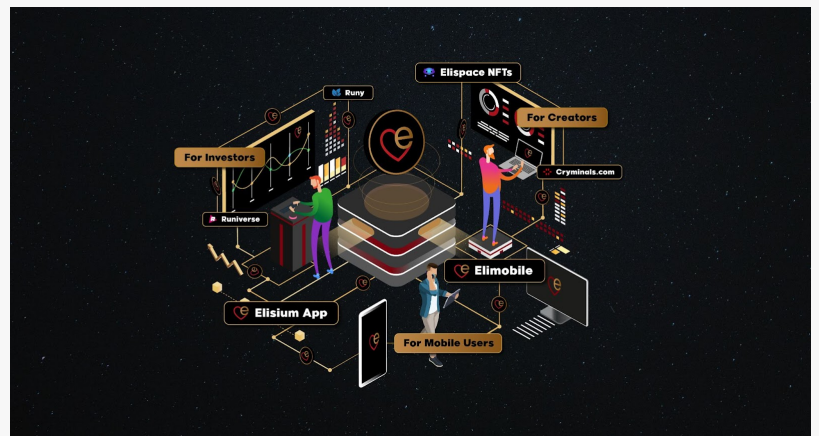 Elispace NFTs
Runy
For Creators
For Investors
Cryminals.com
Runiverse
Elimobile
Elisium App
For Mobile Users